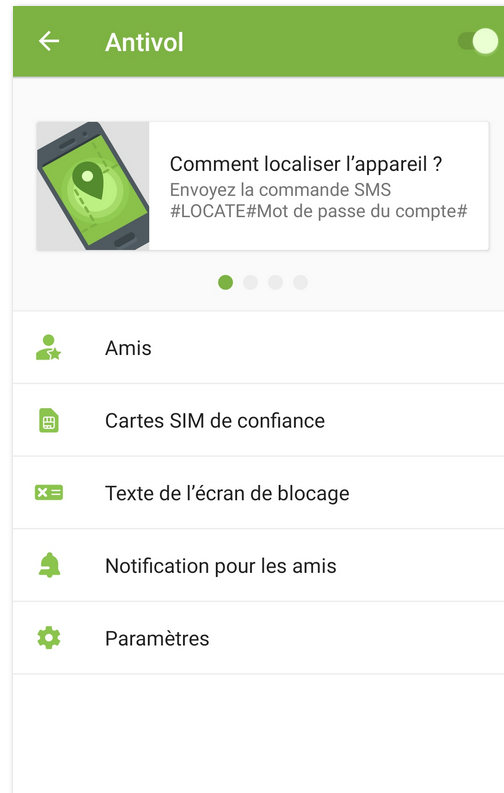 Antivol
Comment localiser l’appareil ?
Envoyez la commande SMS
#LOCATE#Mot de passe du compte#
Amis
Cartes SIM de confiance
Texte de l’écran de blocage
Notification pour les amis
Paramètres